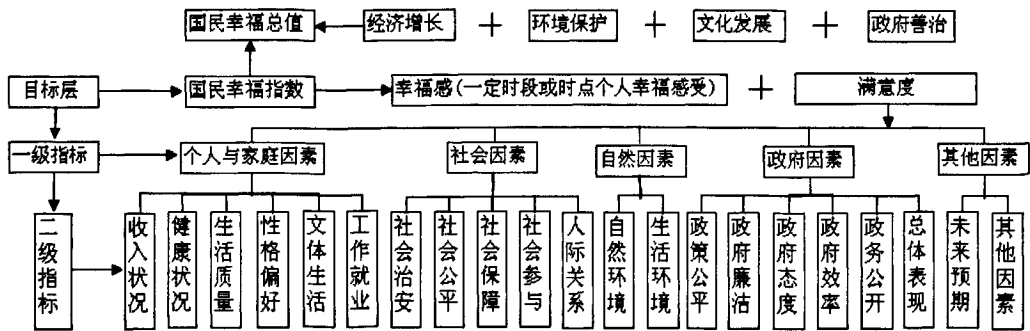 国民幸福总值
经济增长
+
环境保护
+
文化发展
+
政府善治
目标层
国民幸福指数
幸福感(一定时段或时点个人幸福感受)
+
满意度
一级指标
个人与家庭因素
社会因素
自然因素
政府因素
其他因素
二级指标
收入状况
健康状况
生活质量
性格偏好
文体生活
工作就业
社会治安
社会公平
社会保障
社会参与
人际关系
自然环境
生活环境
政策公平
政府廉洁
政府态度
政府效率
政务公开
总体表现
未来预期
其他因素